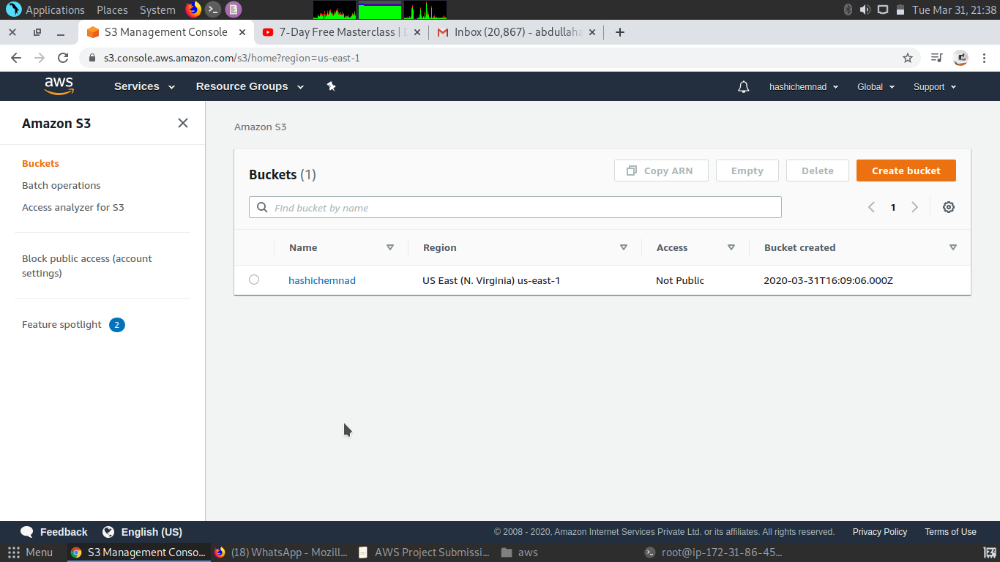 Applications Places System Tue Mar 31, 21:38
S3 Management Console 7-Day Free Masterclass | Inbox (20,867) - abdullaha
s3.console.aws.amazon.com/s3/home?region=us-east-1
aws Services Resource Groups hashichemnad Global Support
Amazon S3
Buckets
Batch operations
Access analyzer for S3
Block public access (account
settings)
Feature spotlight 2
Amazon S3
Buckets (1) Copy ARN Empty Delete Create bucket
Find bucket by name 1
Name Region Access Bucket created
hashichemnad US East (N. Virginia) us-east-1 Not Public 2020-03-31T16:09:06.000Z
Feedback English (US) © 2008 - 2020, Amazon Internet Services Private Ltd. or its affiliates. All rights reserved. Privacy Policy Terms of Use
Menu S3 Management Conso... (18) WhatsApp - Mozill... AWS Project Submissi... aws root@ip-172-31-86-45...